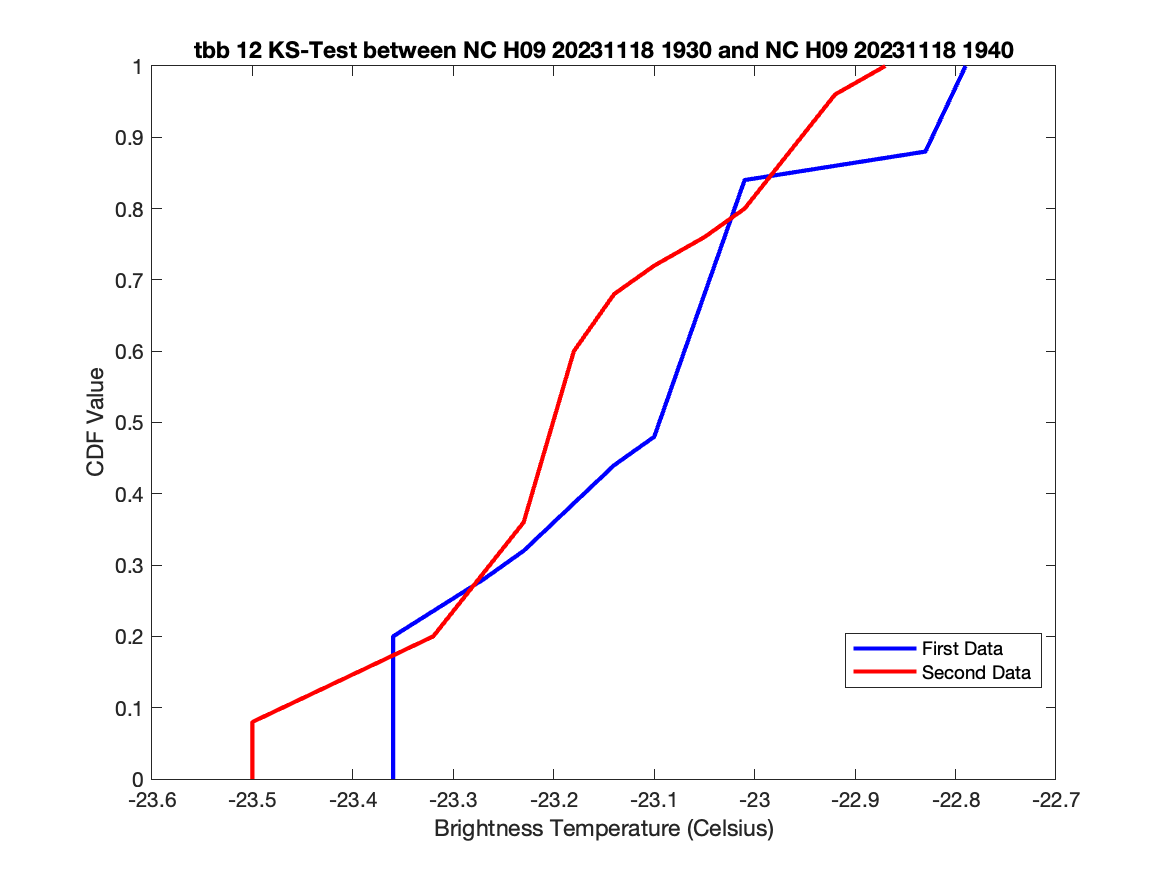 tbb 12 KS-Test between NC H09 20231118 1930 and NC H09 20231118 1940
1
0.9
0.8
0.7
0.6
0.5
0.4
0.3
0.2
0.1
0
CDF Value
First Data
Second Data
-23.6 -23.5 -23.4 -23.3 -23.2 -23.1 -23 -22.9 -22.8 -22.7
Brightness Temperature (Celsius)